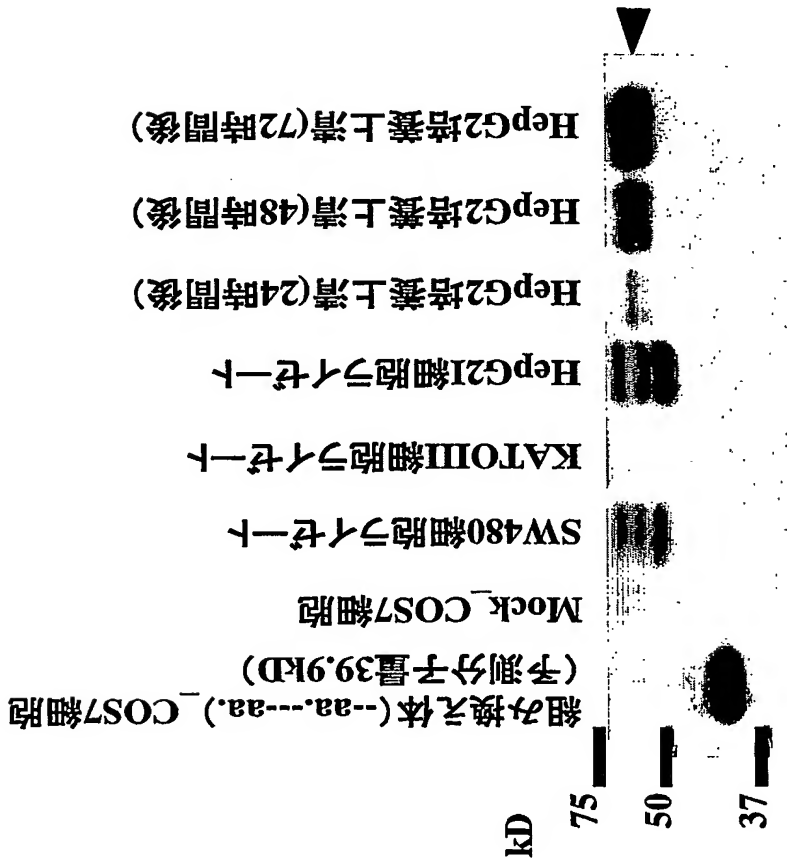 HepG2培養上清(72時間後)
HepG2培養上清(48時間後)
HepG2培養上清(24時間後)
HepG2I細胞ライゼート
KATOIII細胞ライゼート
SW480細胞ライゼート
Mock_COS7細胞
組み換え体(--aa.---aa.)_COS7細胞
(予測分子量39.9kD)
kD
75
50
37